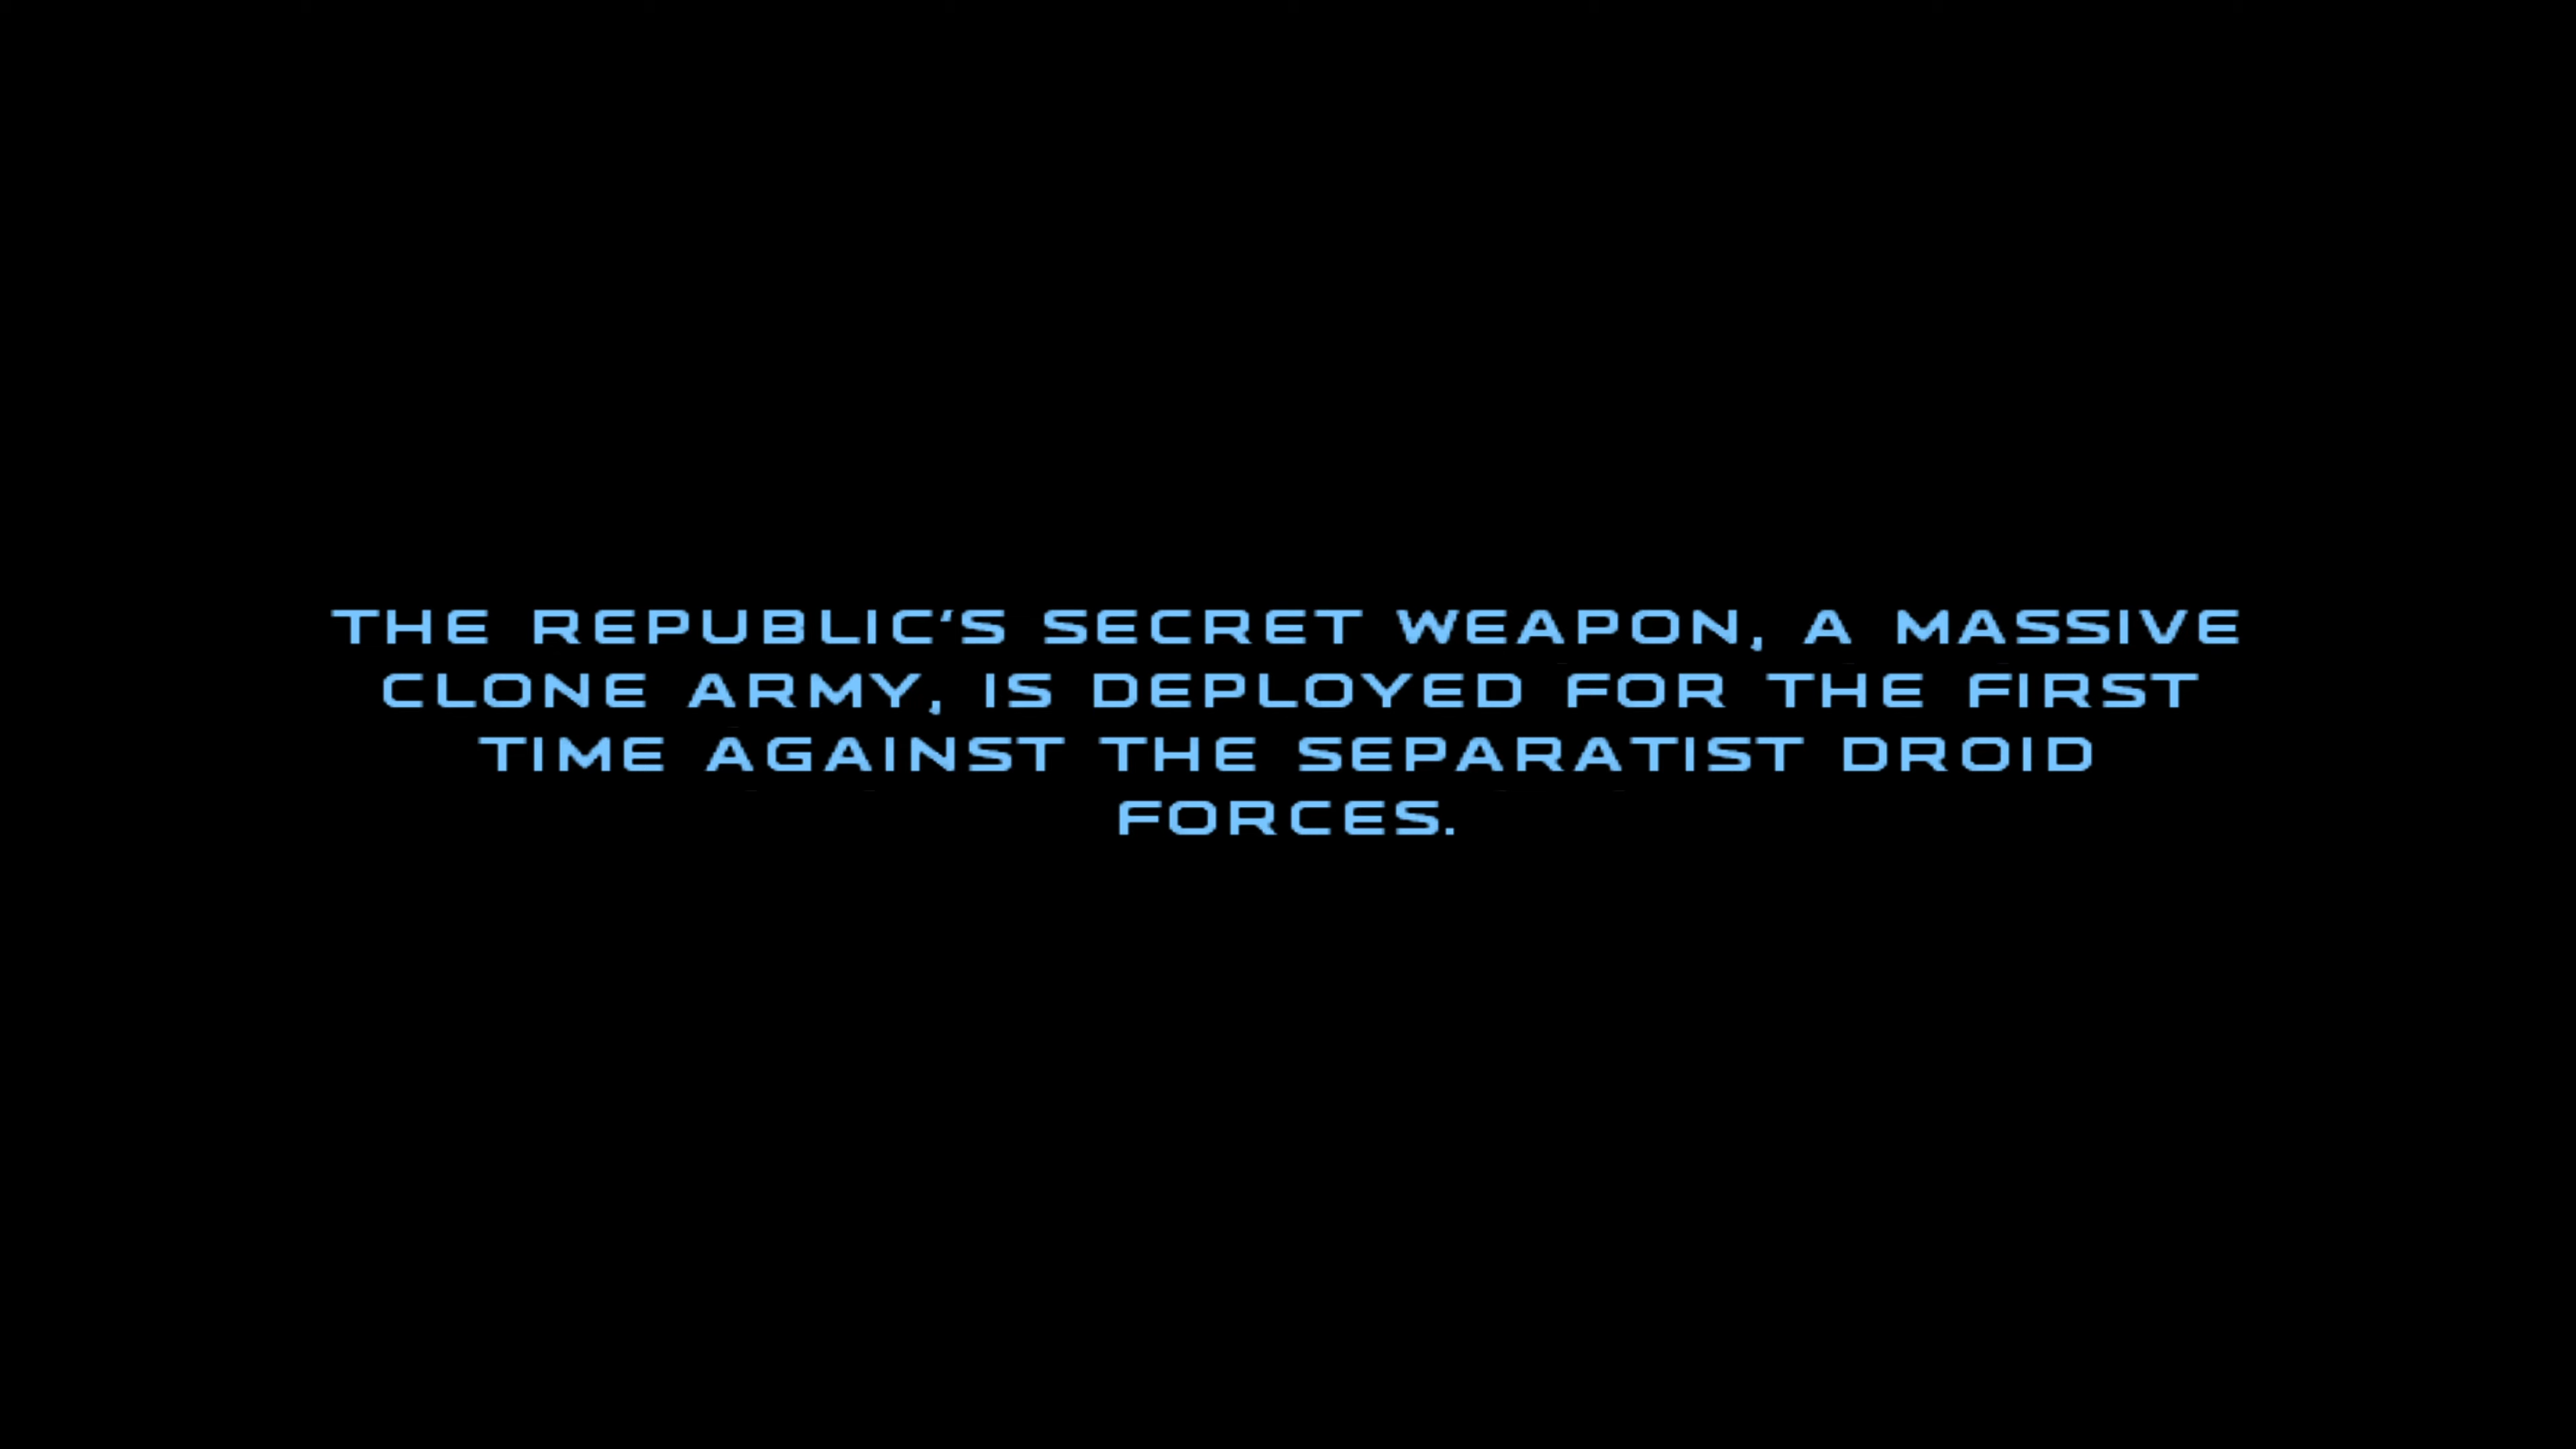 THE REPUBLIC'S SECRET WEAPON, A MASSIVE
CLONE ARMY, IS DEPLOYED FOR THE FIRST
TIME AGAINST THE SEPARATIST DROID
FORCES.